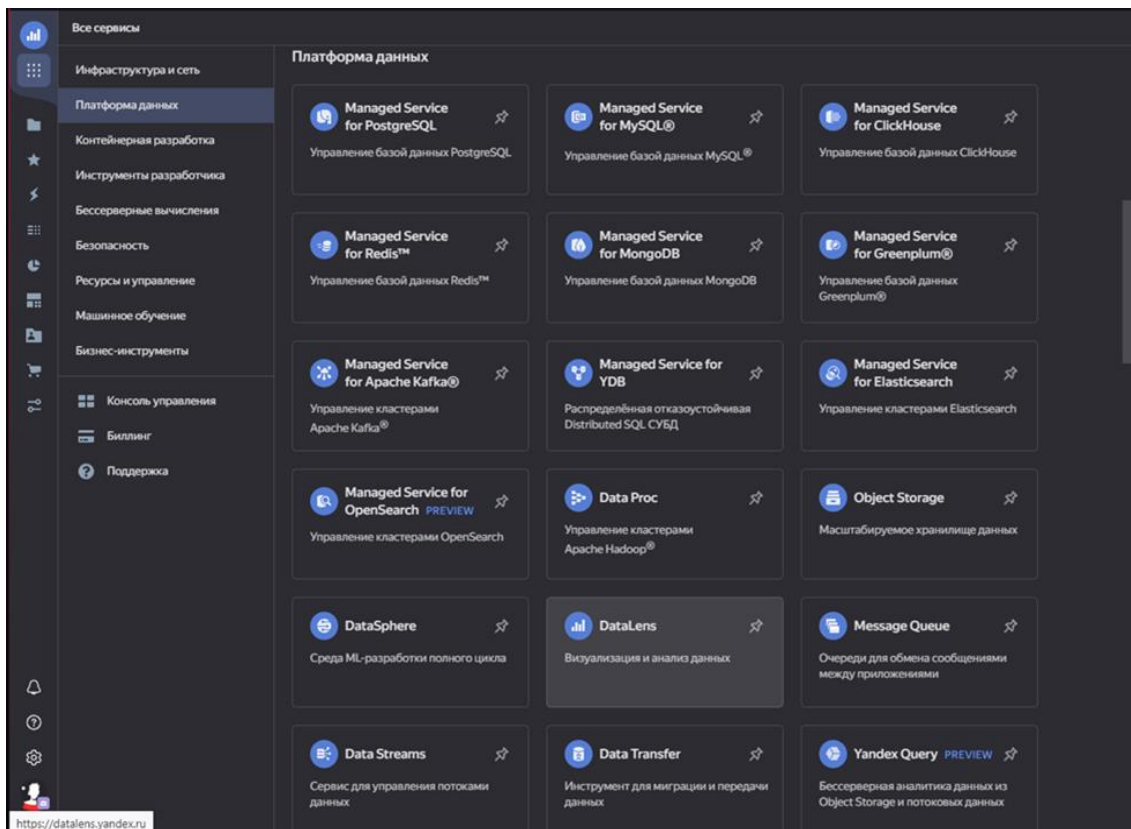 Все сервисы
Инфраструктура и сеть
Платформа данных
Контейнерная разработка
Инструменты разработчика
Бессерверные вычисления
Безопасность
Ресурсы и управление
Машинное обучение
Бизнес-инструменты
Консоль управления
Биллинг
Поддержка
Платформа данных
Managed Service
for PostgreSQL
Управление базой данных PostgreSQL
Managed Service
for MySQL®
Управление базой данных MySQL®
Managed Service
for ClickHouse
Управление базой данных ClickHouse
Managed Service
for Redis™
Управление базой данных Redis™
Managed Service
for MongoDB
Управление базой данных MongoDB
Managed Service
for Greenplum®
Управление базой данных
Greenplum®
Managed Service
for Apache Kafka®
Управление кластерами
Apache Kafka®
Managed Service for
YDB
Распределённая отказоустойчивая
Distributed SQL СУБД
Managed Service
for Elasticsearch
Управление кластерами Elasticsearch
Managed Service for
OpenSearch PREVIEW
Управление кластерами OpenSearch
Data Proc
Управление кластерами
Apache Hadoop®
Object Storage
Масштабируемое хранилище данных
DataSphere
Среда ML-разработки полного цикла
DataLens
Визуализация и анализ данных
Message Queue
Очереди для обмена сообщениями
между приложениями
Data Streams
Сервис для управления потоками
данных
Data Transfer
Инструмент для миграции и передачи
данных
Yandex Query PREVIEW
Бессерверная аналитика данных из
Object Storage и потоковых данных
https://datalens.yandex.ru